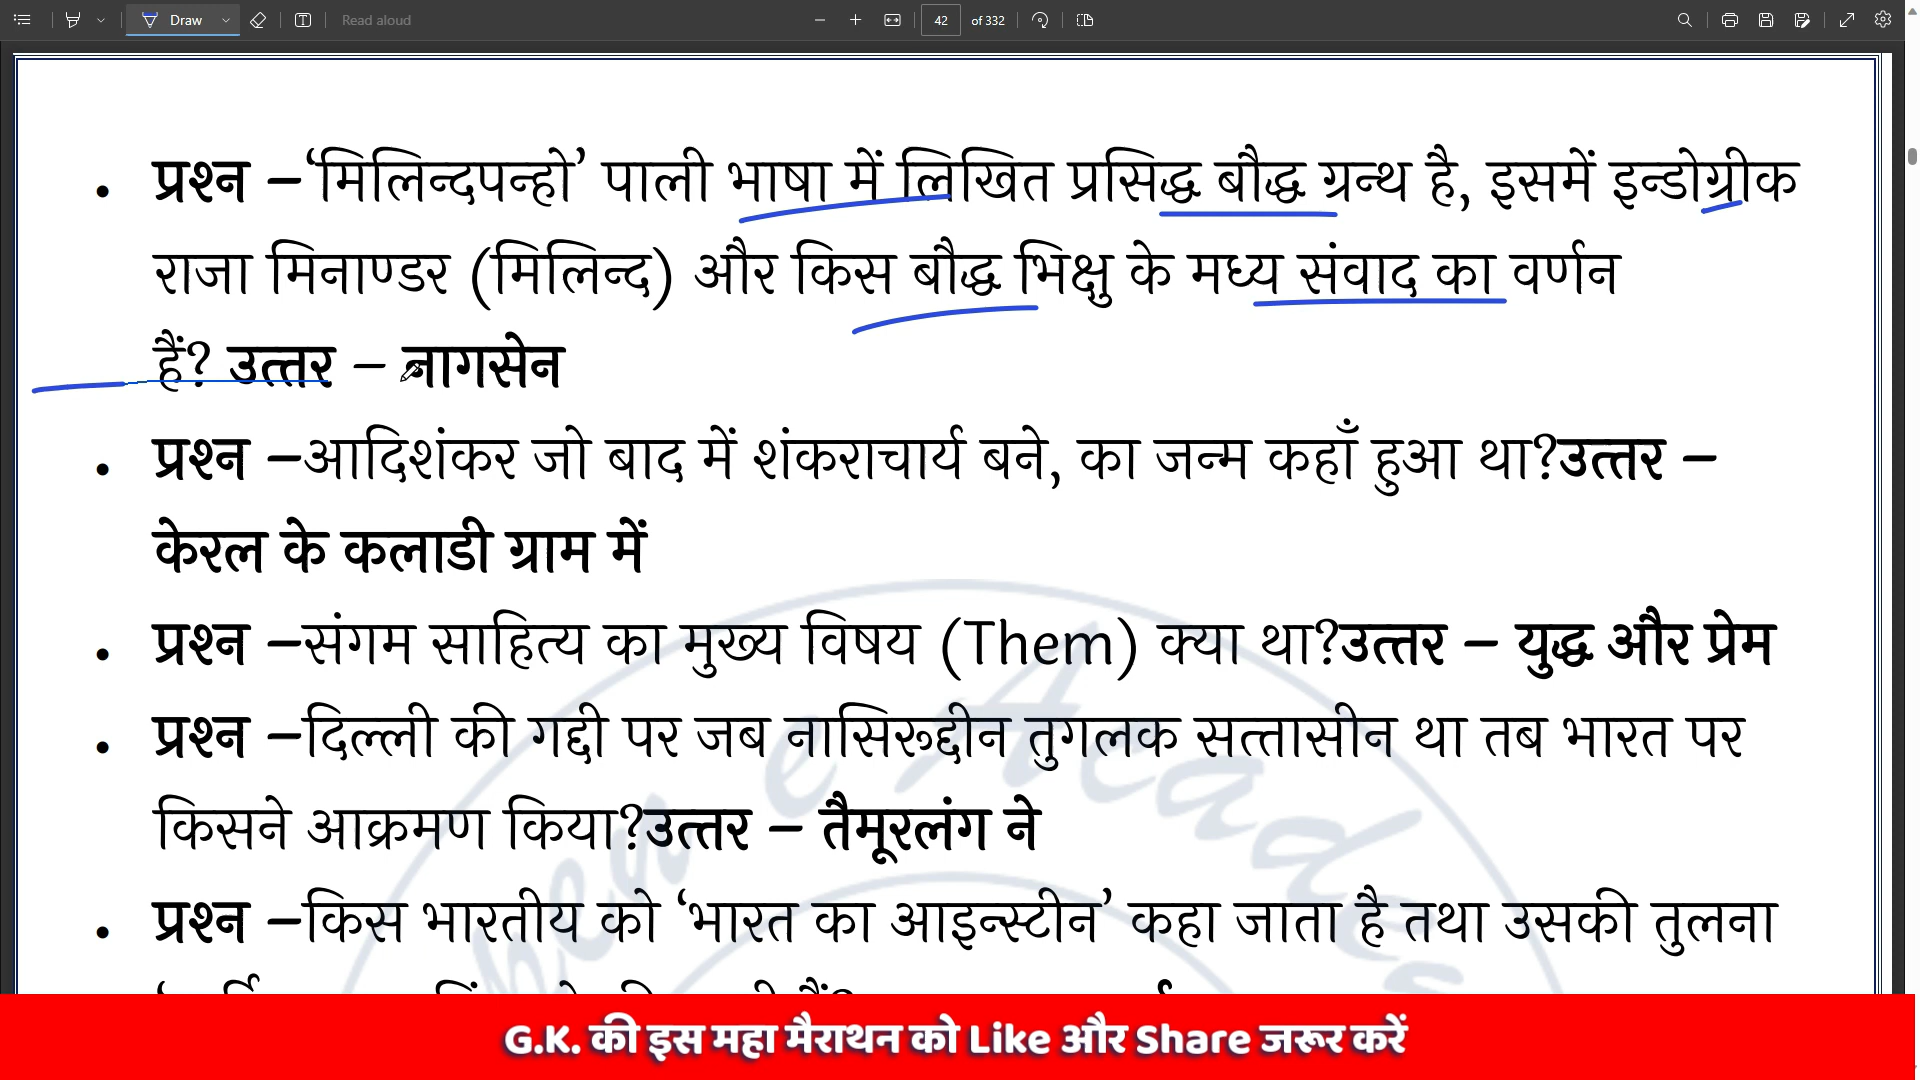 Draw
Read aloud
42 of 332
• प्रश्न –‘मिलिन्दपन्हो’ पाली भाषा में लिखित प्रसिद्ध बौद्ध ग्रन्थ है, इसमें इन्डोग्रीक
राजा मिनाण्डर (मिलिन्द) और किस बौद्ध भिक्षु के मध्य संवाद का वर्णन
हैं? उत्तर – नागसेन
• प्रश्न –आदिशंकर जो बाद में शंकराचार्य बने, का जन्म कहाँ हुआ था?उत्तर –
केरल के कलाडी ग्राम में
• प्रश्न –संगम साहित्य का मुख्य विषय (Them) क्या था?उत्तर – युद्ध और प्रेम
• प्रश्न –दिल्ली की गद्दी पर जब नासिरूद्दीन तुगलक सत्तासीन था तब भारत पर
किसने आक्रमण किया?उत्तर – तैमूरलंग ने
• प्रश्न –किस भारतीय को ‘भारत का आइन्स्टीन’ कहा जाता है तथा उसकी तुलना
G.K. की इस महा मैराथन को Like और Share जरूर करें